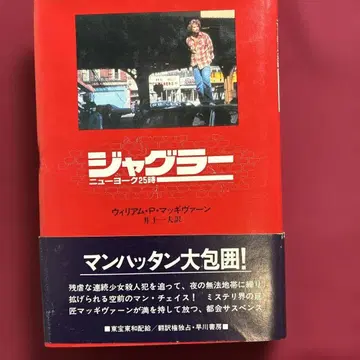 ジャグラー
ニューヨーク25時
ウィリアム・P・マッギヴァーン
井上一夫訳
マンハッタン大包囲!
残虐な連続少女殺人犯を追って、夜の無法地帯に繰り
拡げられる空前のマン・チェイス! ミステリ界の巨
匠マッギヴァーンが満を持して放つ、都会サスペンス
■東宝東和配給/翻訳権独占・早川書房■